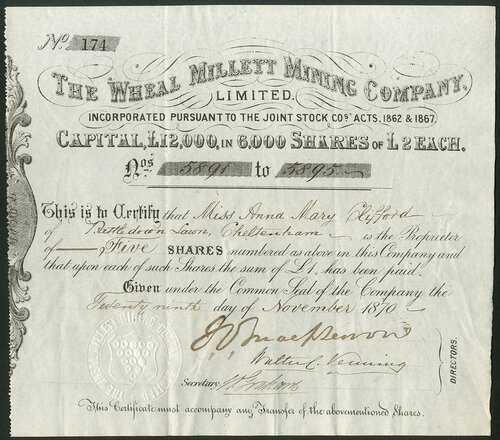 No. 174
THE WHEAL MILLETT MINING COMPANY,
LIMITED.
INCORPORATED PURSUANT TO THE JOINT STOCK COs' ACTS, 1862 & 1867,
CAPITAL, £12,000, IN 6,000 SHARES OF £2 EACH.
Nos 5891 to 5895
This is to Certify that Miss Anna Mary Clifford
of Lawn, Cheltenham is the Proprietor
of Five SHARES numbered as above in this Company and
that upon each of such Shares the sum of £1, has been paid.
Given under the Common Seal of the Company the
Twenty ninth day of November 1870
Walter C. Venning
DIRECTORS.
Secretary
This Certificate must accompany any Transfer of the abovementioned Shares.